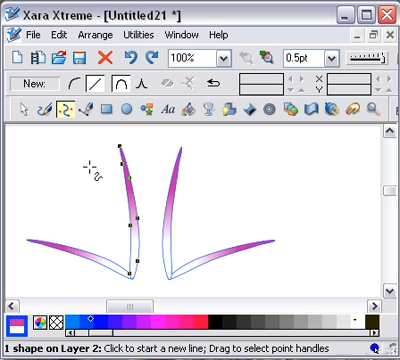 Xara Xtreme - [Untitled21 *]
File Edit Arrange Utilities Window Help
100% 0.5pt
New: X Y
Aa
1 shape on Layer 2: Click to start a new line; Drag to select point handles